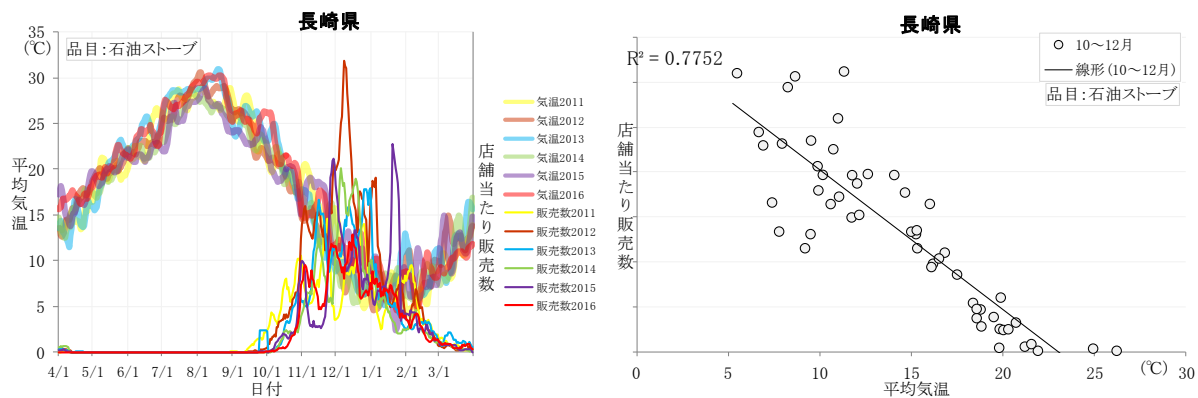 長崎県
35
(℃)
30
25
20
15
10
5
0
品目：石油ストーブ
平均気温
4/1 5/1 6/1 7/1 8/1 9/1 10/1 11/1 12/1 1/1 2/1 3/1
日付
気温2011
気温2012
気温2013
気温2014
気温2015
気温2016
販売数2011
販売数2012
販売数2013
販売数2014
販売数2015
販売数2016
店舗当たり販売数
長崎県
R² = 0.7752
10～12月
線形 (10～12月)
品目：石油ストーブ
店舗当たり販売数
0 5 10 15 20 25 30
(℃)
平均気温